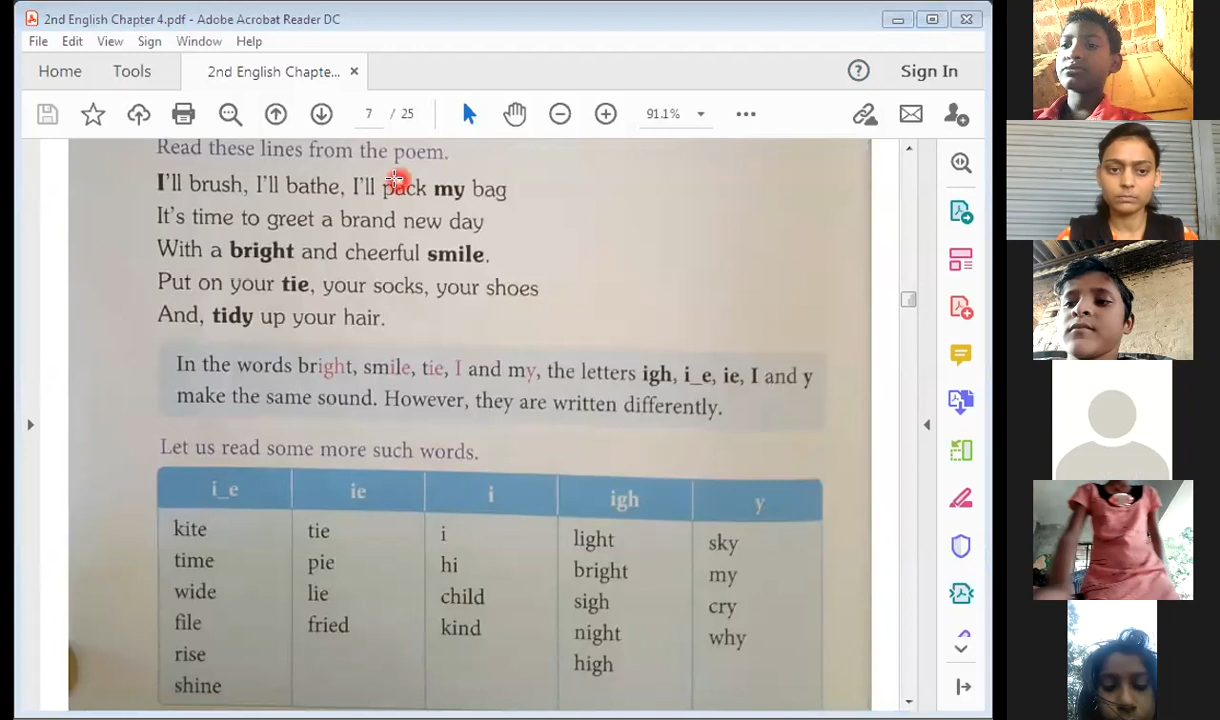 2nd English Chapter 4.pdf - Adobe Acrobat Reader DC
File Edit View Sign Window Help
Home Tools 2nd English Chapte... Sign In
7 / 25 91.1%
Read these lines from the poem.
I'll brush, I'll bathe, I'll pack my bag
It's time to greet a brand new day
With a bright and cheerful smile.
Put on your tie, your socks, your shoes
And, tidy up your hair.
In the words bright, smile, tie, I and my, the letters igh, i_e, ie, I and y
make the same sound. However, they are written differently.
Let us read some more such words.
i_e ie i igh y
kite tie i light sky
time pie hi bright my
wide lie child sigh cry
file fried kind night why
rise high
shine